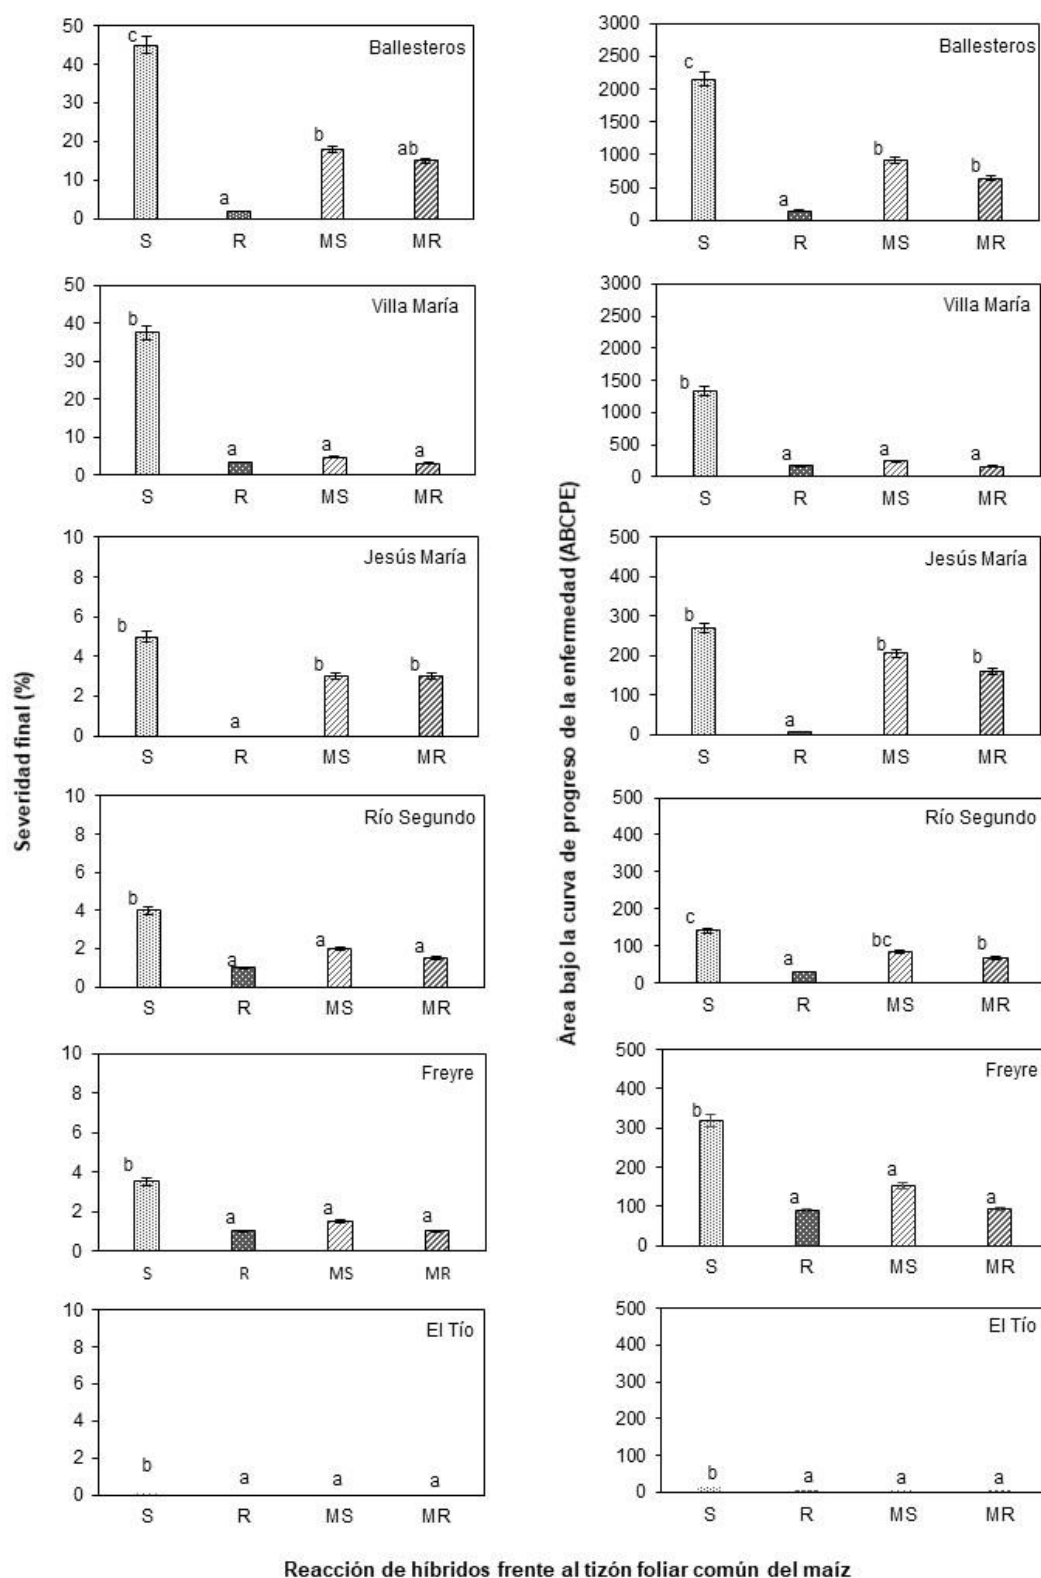 50
40
30
20
10
0
c
a
b
ab
Ballesteros
S R MS MR
3000
2500
2000
1500
1000
500
0
c
a
b
b
Ballesteros
S R MS MR
50
40
30
20
10
0
b
a
a
a
Villa María
S R MS MR
3000
2500
2000
1500
1000
500
0
b
a
a
a
Villa María
S R MS MR
10
8
6
4
2
0
b
a
b
b
Jesús María
S R MS MR
500
400
300
200
100
0
b
a
b
b
Jesús María
S R MS MR
10
8
6
4
2
0
b
a
a
a
Río Segundo
S R MS MR
500
400
300
200
100
0
c
a
bc
b
Río Segundo
S R MS MR
10
8
6
4
2
0
b
a
a
a
Freyre
S R MS MR
500
400
300
200
100
0
b
a
a
a
Freyre
S R MS MR
10
8
6
4
2
0
b
a
a
a
El Tío
S R MS MR
500
400
300
200
100
0
b
a
a
a
El Tío
S R MS MR
Severidad final (%)
Área bajo la curva de progreso de la enfermedad (ABCPE)
Reacción de híbridos frente al tizón foliar común del maíz